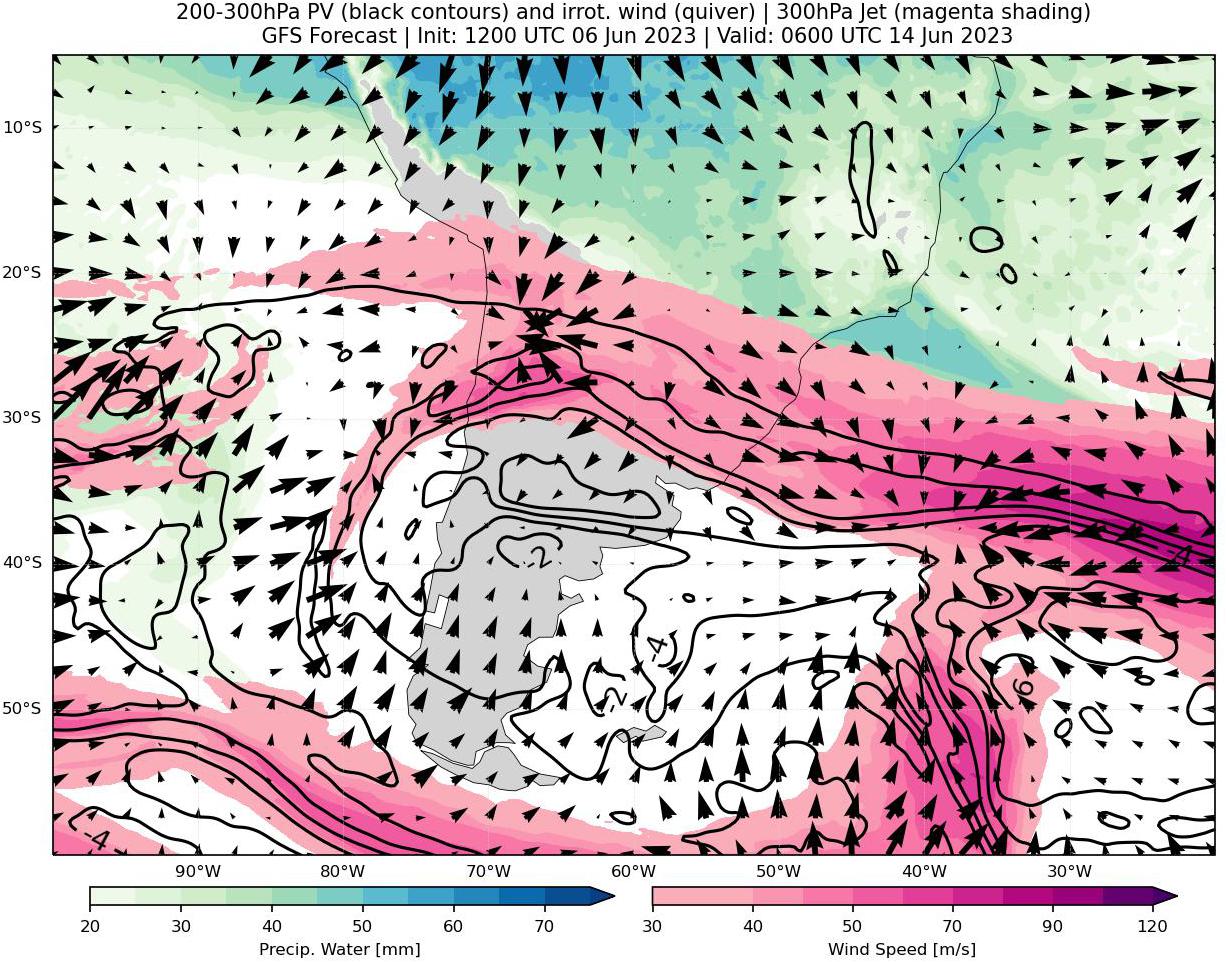 200-300hPa PV (black contours) and irrot. wind (quiver) | 300hPa Jet (magenta shading)
GFS Forecast | Init: 1200 UTC 06 Jun 2023 | Valid: 0600 UTC 14 Jun 2023
10°S
20°S
30°S
40°S
50°S
-2
-4
-4
-2
-4
90°W 80°W 70°W 60°W 50°W 40°W 30°W
20 30 40 50 60 70
Precip. Water [mm]
30 40 50 70 90 120
Wind Speed [m/s]